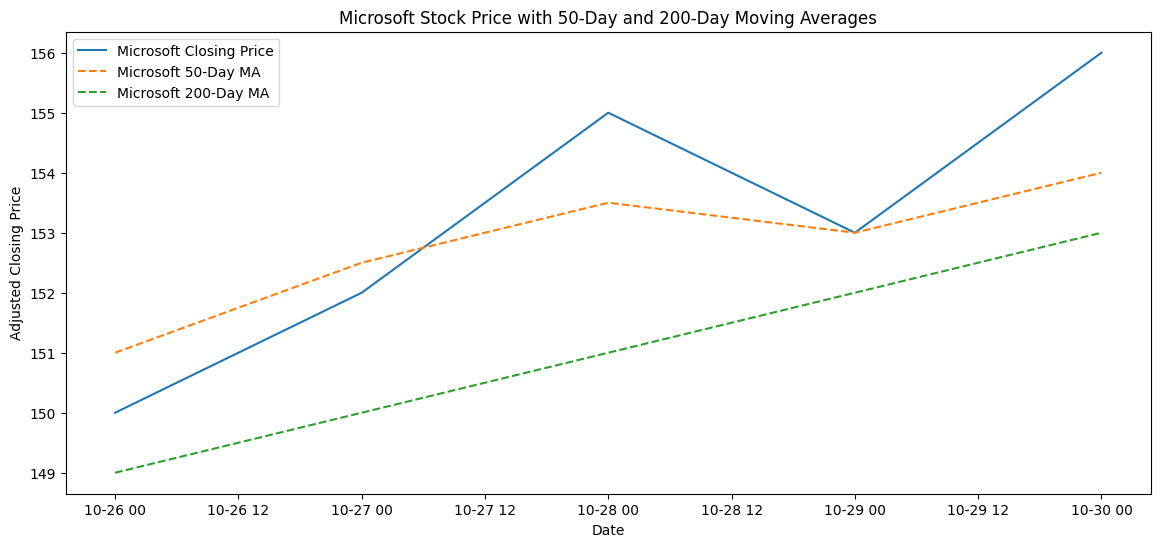 Microsoft Stock Price with 50-Day and 200-Day Moving Averages
Microsoft Closing Price
Microsoft 50-Day MA
Microsoft 200-Day MA
Adjusted Closing Price
156
155
154
153
152
151
150
149
10-26 00 10-26 12 10-27 00 10-27 12 10-28 00 10-28 12 10-29 00 10-29 12 10-30 00
Date